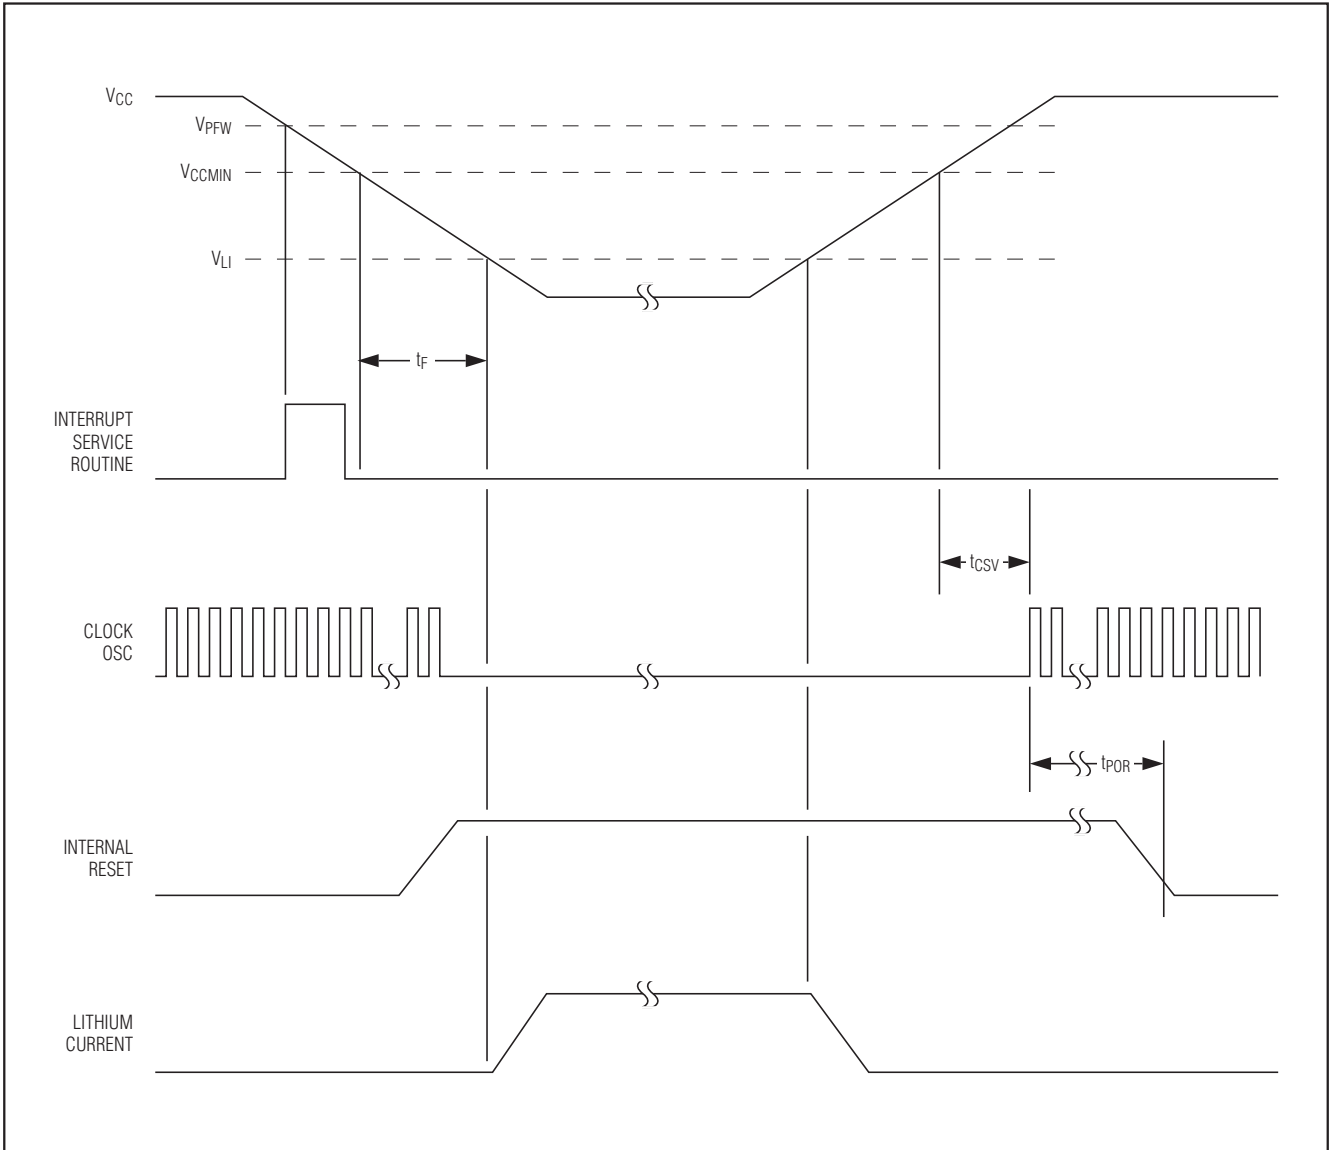 VCC
VPFW
VCCMIN
VLI
tF
INTERRUPT
SERVICE
ROUTINE
tCSV
CLOCK
OSC
tPOR
INTERNAL
RESET
LITHIUM
CURRENT